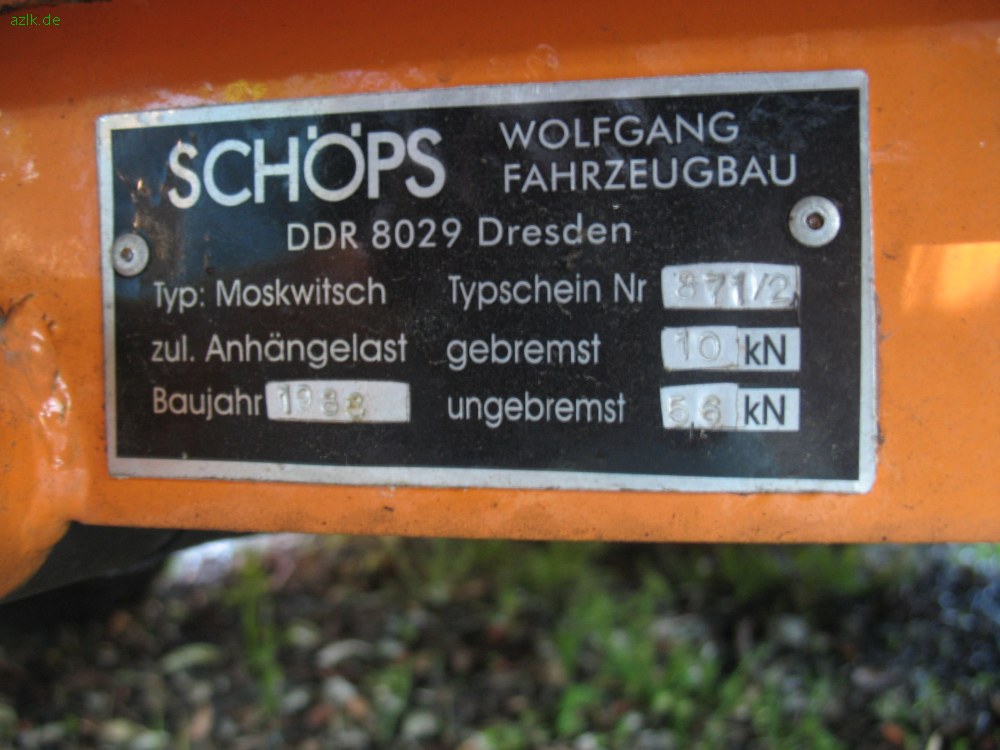 azlk.de
SCHÖPS WOLFGANG
FAHRZEUGBAU
DDR 8029 Dresden
Typ: Moskwitsch Typschein Nr 871/2
zul. Anhängelast gebremst 10 kN
Baujahr 1988 ungebremst 5,6 kN